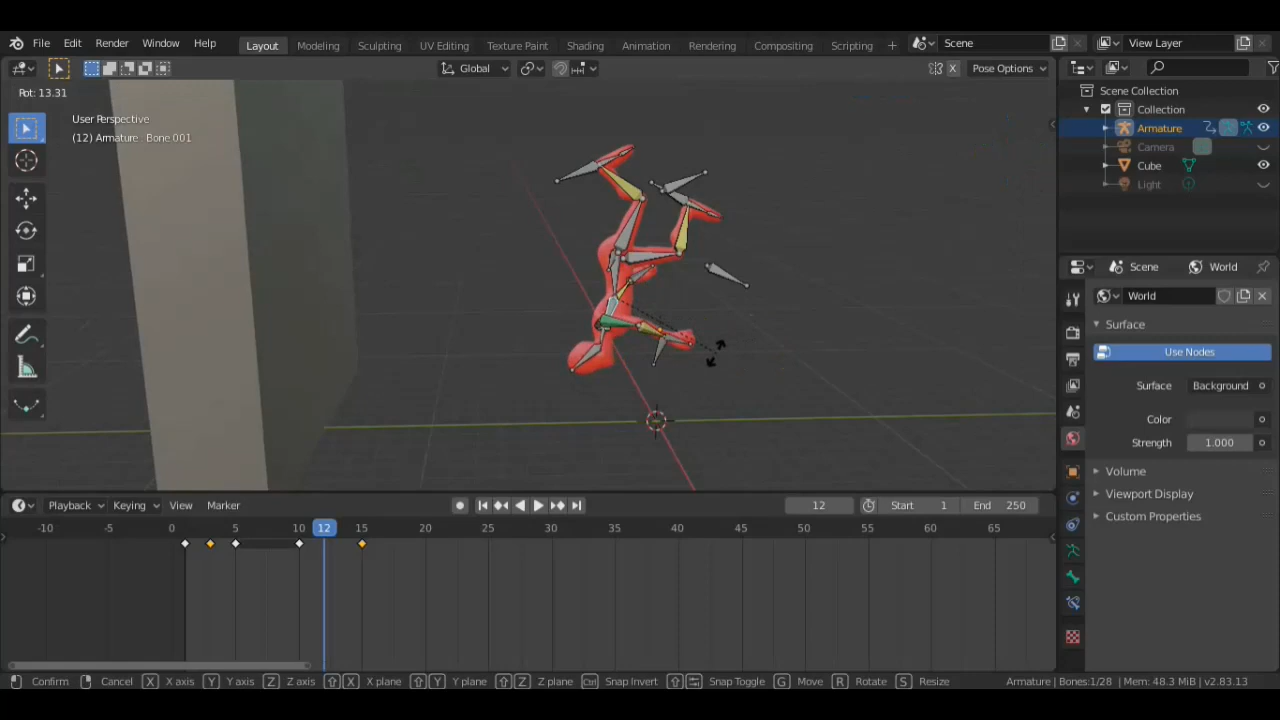 File Edit Render Window Help Layout Modeling Sculpting UV Editing Texture Paint Shading Animation Rendering Compositing Scripting + Scene View Layer
Global X Pose Options
Rot: 13.31
Scene Collection
User Perspective
Collection
(12) Armature : Bone 001
Armature
Camera
Cube
Light
Scene World
World
Surface
Use Nodes
Surface Background
Color
Strength 1.000
Volume
Viewport Display
Custom Properties
Playback Keying View Marker 12 Start 1 End 250
-10 -5 0 5 10 12 15 20 25 30 35 40 45 50 55 60 65
Confirm Cancel X X axis Y Y axis Z Z axis X X plane Y Y plane Z Z plane Ctrl Snap Invert Snap Toggle G Move R Rotate S Resize Armature | Bones:1/28 | Mem: 48.3 MiB | v2.83.13